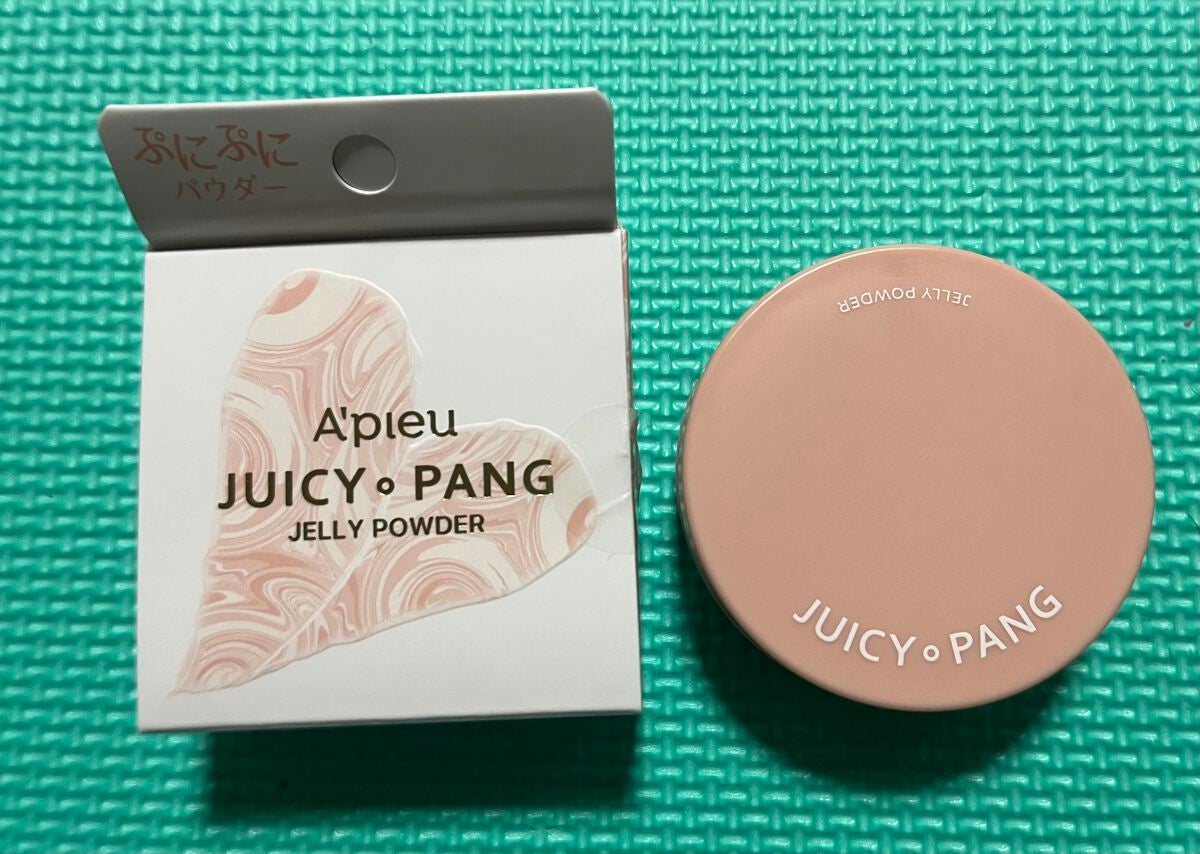 ぷにぷに
パウダー
A'pieu
JUICY∘PANG
JELLY POWDER
JELLY POWDER
JUICY∘PANG